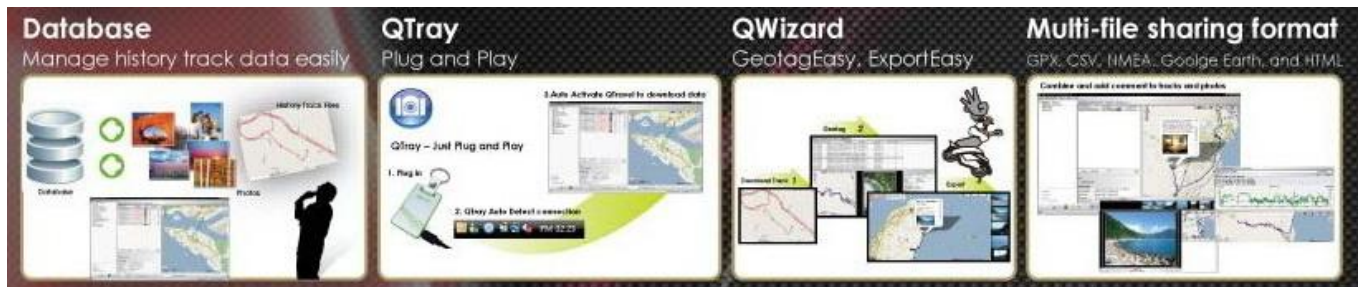 Database
Manage history track data easily
History Track Files
Database
Photos
QTray
Plug and Play
3.Auto Activate QTravel to download data
QTray – Just Plug and Play
1. Plug in
2. Qtray Auto Detect connection
PM 02:23
QWizard
GeotagEasy, ExportEasy
Geotag 2
Download Track 1
Export
Multi-file sharing format
GPX, CSV, NMEA, Goolge Earth, and HTML
Combine and add comment to tracks and photos